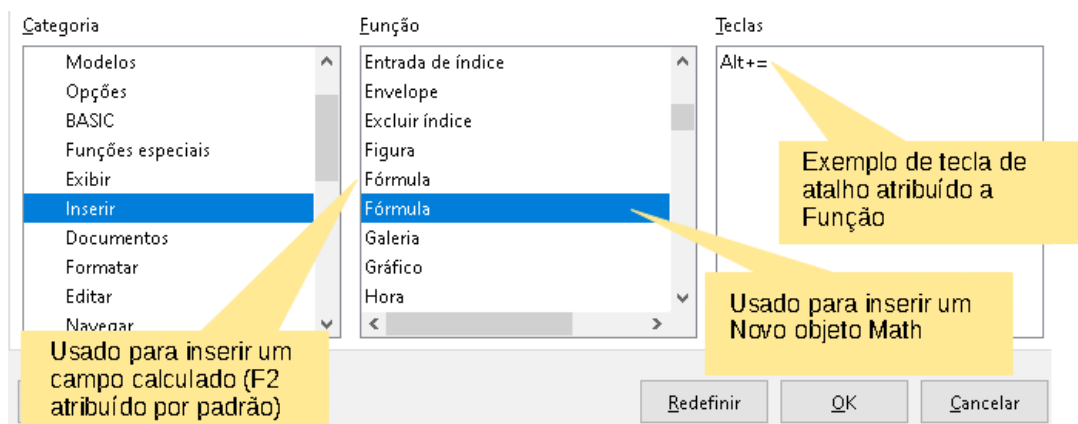 Categoria
Modelos
Opções
BASIC
Funções especiais
Exibir
Inserir
Documentos
Formatar
Editar
Navegar
Função
Entrada de índice
Envelope
Excluir índice
Figura
Fórmula
Fórmula
Galeria
Gráfico
Hora
Teclas
Alt+=
Exemplo de tecla de
atalho atribuído a
Função
Usado para inserir um
Novo objeto Math
Usado para inserir um
campo calculado (F2
atribuído por padrão)
Redefinir
OK
Cancelar